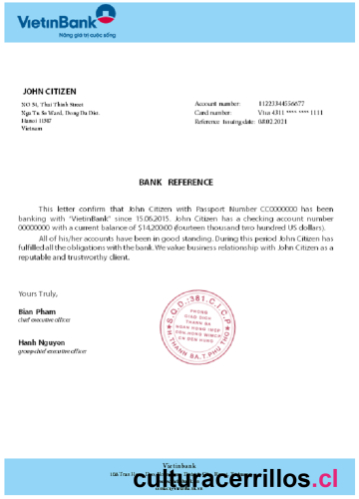 VietinBank
Nâng giá trị cuộc sống
JOHN CITIZEN
NO 51, Thai Thinh Street
Nga Tu So Ward, Dong Da Dist.
Hanoi 11517
Vietnam
Account number: 11223344556677
Card number: Visa 4311 **** **** 1111
Reference Issuing date: 08.02.2021
BANK REFERENCE
This letter confirm that John Citizen with Passport Number CC0000000 has been
banking with "VietinBank" since 15.06.2015. John Citizen has a checking account number
00000000 with a current balance of $14,200.00 (fourteen thousand two hundred US dollars).
All of his/her accounts have been in good standing. During this period John Citizen has
fulfilled all the obligations with the bank. We value business relationship with John Citizen as a
reputable and trustworthy client.
Yours Truly,
Bian Pham
chief executive officer
Hanh Nguyen
group chief executive officer
Vietinbank
culturacerrillos.cl